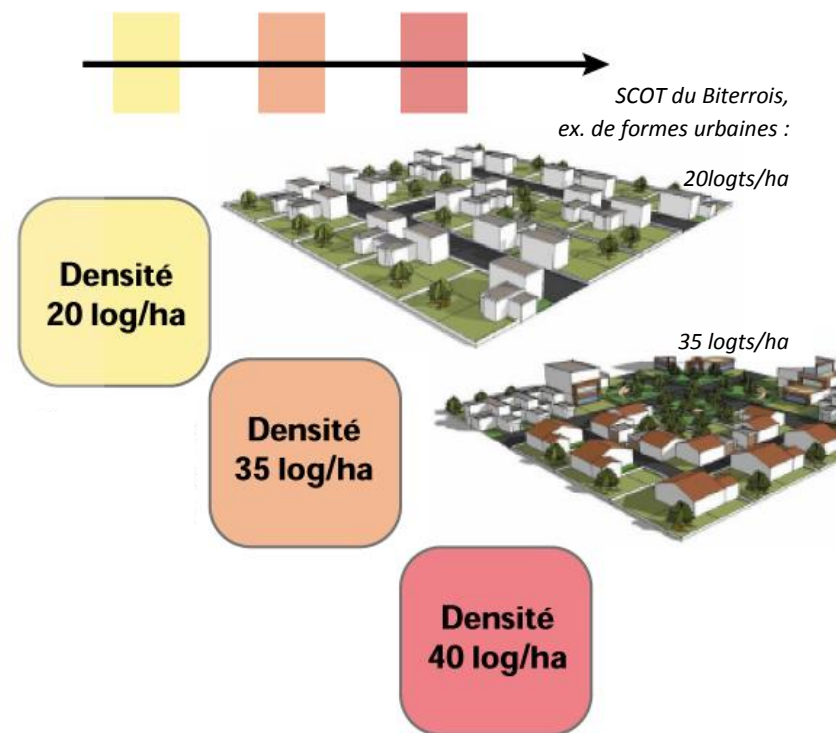 SCOT du Biterrois,
ex. de formes urbaines :
20logts/ha
Densité
20 log/ha
35 logts/ha
Densité
35 log/ha
Densité
40 log/ha